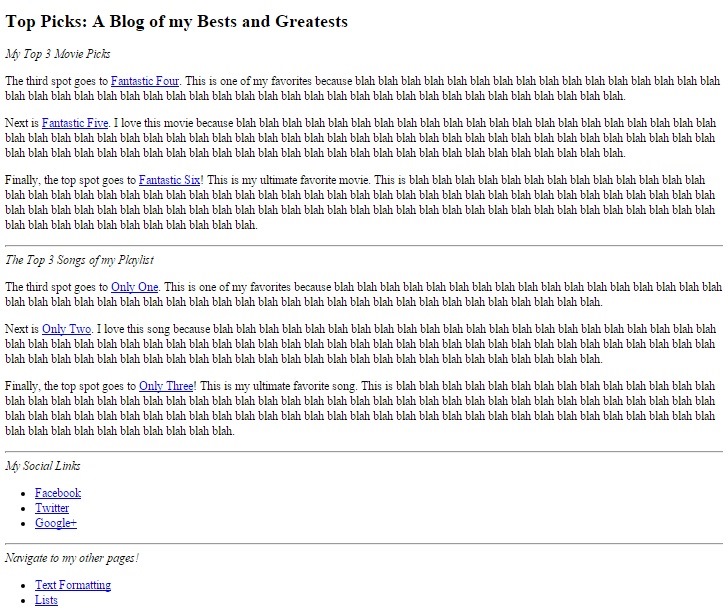 Top Picks: A Blog of my Bests and Greatests
My Top 3 Movie Picks
The third spot goes to Fantastic Four. This is one of my favorites because blah blah blah blah blah blah blah blah blah blah blah blah blah blah blah blah
blah blah blah blah blah blah blah blah blah blah blah blah blah blah blah blah blah blah blah blah blah blah blah blah blah blah blah.
Next is Fantastic Five. I love this movie because blah blah blah blah blah blah blah blah blah blah blah blah blah blah blah blah blah blah blah blah blah
blah blah blah blah blah blah blah blah blah blah blah blah blah blah blah blah blah blah blah blah blah blah blah blah blah blah blah blah blah blah blah
blah blah blah blah blah blah blah blah blah blah blah blah blah blah blah blah blah blah blah blah blah blah blah blah blah blah blah.
Finally, the top spot goes to Fantastic Six! This is my ultimate favorite movie. This is blah blah blah blah blah blah blah blah blah blah blah blah blah
blah blah blah blah blah blah blah blah blah blah blah blah blah blah blah blah blah blah blah blah blah blah blah blah blah blah blah blah blah blah blah
blah blah blah blah blah blah blah blah blah blah blah blah blah blah blah blah blah blah blah blah blah blah blah blah blah blah blah blah blah blah blah
blah blah blah blah blah blah blah blah blah blah blah.
The Top 3 Songs of my Playlist
The third spot goes to Only One. This is one of my favorites because blah blah blah blah blah blah blah blah blah blah blah blah blah blah blah blah blah
blah blah blah blah blah blah blah blah blah blah blah blah blah blah blah blah blah blah blah blah blah blah blah blah blah blah.
Next is Only Two. I love this song because blah blah blah blah blah blah blah blah blah blah blah blah blah blah blah blah blah blah blah blah blah blah
blah blah blah blah blah blah blah blah blah blah blah blah blah blah blah blah blah blah blah blah blah blah blah blah blah blah blah blah blah blah blah
blah blah blah blah blah blah blah blah blah blah blah blah blah blah blah blah blah blah blah blah blah blah blah blah blah blah.
Finally, the top spot goes to Only Three! This is my ultimate favorite song. This is blah blah blah blah blah blah blah blah blah blah blah blah blah blah
blah blah blah blah blah blah blah blah blah blah blah blah blah blah blah blah blah blah blah blah blah blah blah blah blah blah blah blah blah blah blah
blah blah blah blah blah blah blah blah blah blah blah blah blah blah blah blah blah blah blah blah blah blah blah blah blah blah blah blah blah blah blah
blah blah blah blah blah blah blah blah blah blah.
My Social Links
Facebook
Twitter
Google+
Navigate to my other pages!
Text Formatting
Lists